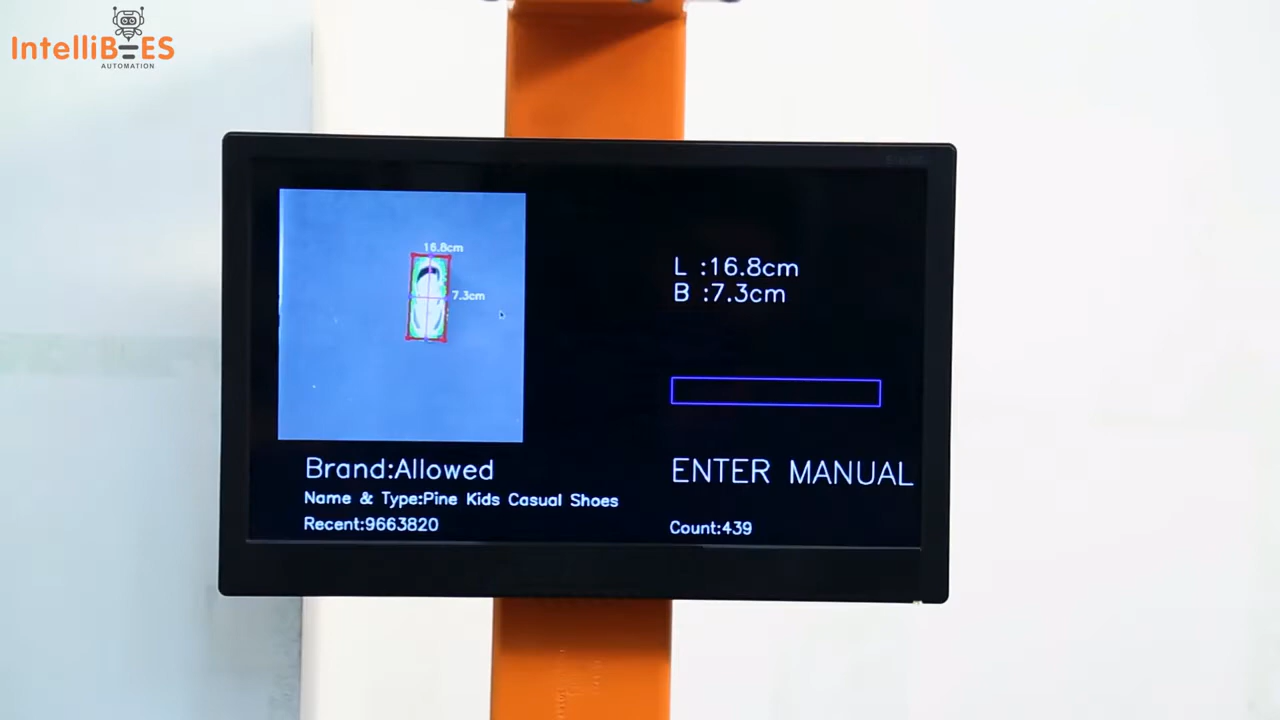 IntelliBEES
AUTOMATION
16.8cm
7.3cm
L :16.8cm
B :7.3cm
Brand:Allowed
Name & Type:Pine Kids Casual Shoes
Recent:9663820
ENTER MANUAL
Count:439